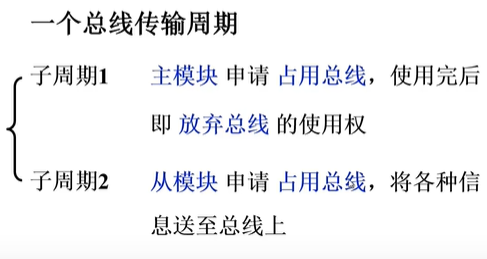 一个总线传输周期
子周期1 主模块 申请 占用总线，使用完后
即 放弃总线 的使用权
子周期2 从模块 申请 占用总线，将各种信
息送至总线上